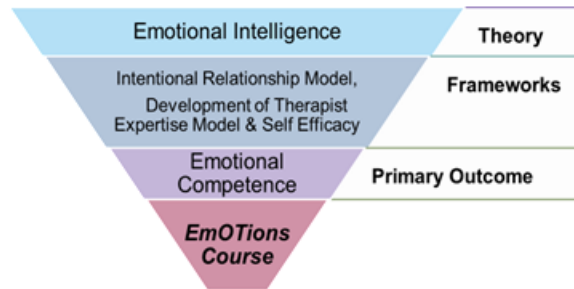 Emotional Intelligence
Theory
Intentional Relationship Model,
Development of Therapist
Expertise Model & Self Efficacy
Frameworks
Emotional
Competence
Primary Outcome
EmOTions
Course